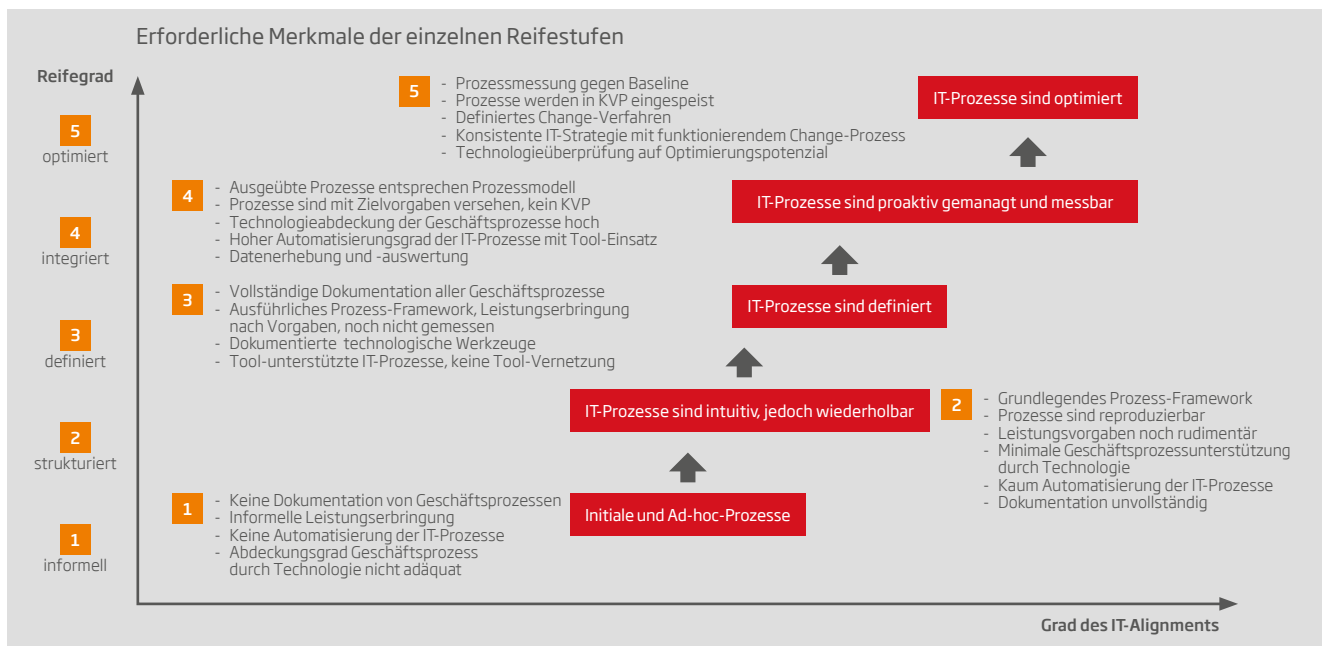 Erforderliche Merkmale der einzelnen Reifestufen
Reifegrad
5
optimiert
4
integriert
3
definiert
2
strukturiert
1
informell
5
- Prozessmessung gegen Baseline
- Prozesse werden in KVP eingespeist
- Definiertes Change-Verfahren
- Konsistente IT-Strategie mit funktionierendem Change-Prozess
- Technologieüberprüfung auf Optimierungspotenzial
IT-Prozesse sind optimiert
4
- Ausgeübte Prozesse entsprechen Prozessmodell
- Prozesse sind mit Zielvorgaben versehen, kein KVP
- Technologieabdeckung der Geschäftsprozesse hoch
- Hoher Automatisierungsgrad der IT-Prozesse mit Tool-Einsatz
- Datenerhebung und -auswertung
IT-Prozesse sind proaktiv gemanagt und messbar
3
- Vollständige Dokumentation aller Geschäftsprozesse
- Ausführliches Prozess-Framework, Leistungserbringung
nach Vorgaben, noch nicht gemessen
- Dokumentierte technologische Werkzeuge
- Tool-unterstützte IT-Prozesse, keine Tool-Vernetzung
IT-Prozesse sind definiert
IT-Prozesse sind intuitiv, jedoch wiederholbar
2
- Grundlegendes Prozess-Framework
- Prozesse sind reproduzierbar
- Leistungsvorgaben noch rudimentär
- Minimale Geschäftsprozessunterstützung
durch Technologie
- Kaum Automatisierung der IT-Prozesse
- Dokumentation unvollständig
1
- Keine Dokumentation von Geschäftsprozessen
- Informelle Leistungserbringung
- Keine Automatisierung der IT-Prozesse
- Abdeckungsgrad Geschäftsprozess
durch Technologie nicht adäquat
Initiale und Ad-hoc-Prozesse
Grad des IT-Alignments